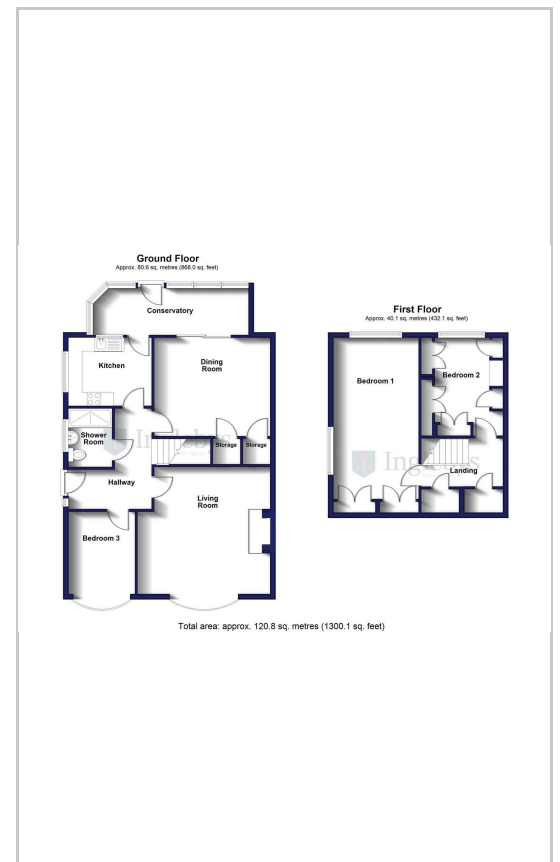 Ground Floor
Approx. 80.6 sq. metres (868.0 sq. feet)
Conservatory
Kitchen
Dining
Room
Shower
Room
Storage
Storage
Hallway
Living
Room
Bedroom 3
First Floor
Approx. 40.1 sq. metres (432.1 sq. feet)
Bedroom 1
Bedroom 2
Landing
Total area: approx. 120.8 sq. metres (1300.1 sq. feet)